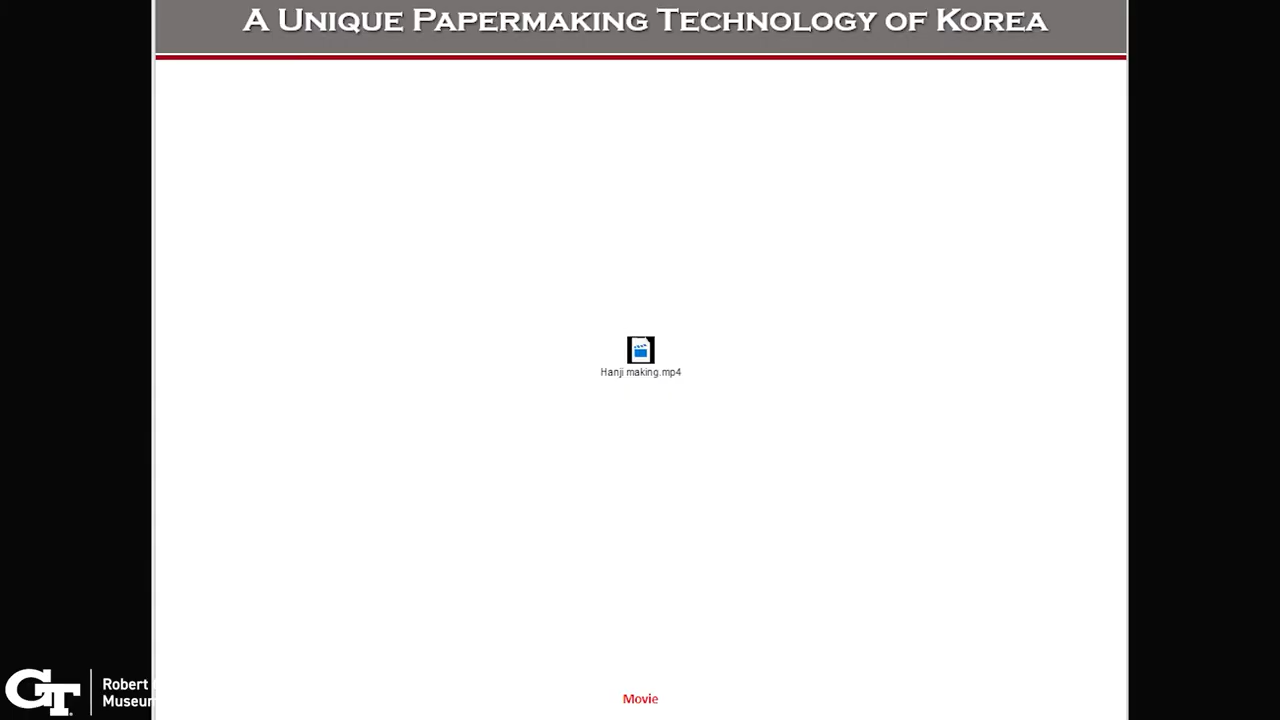 A UNIQUE PAPERMAKING TECHNOLOGY OF KOREA
Hanji making.mp4
GT
Robert
Museum
Movie